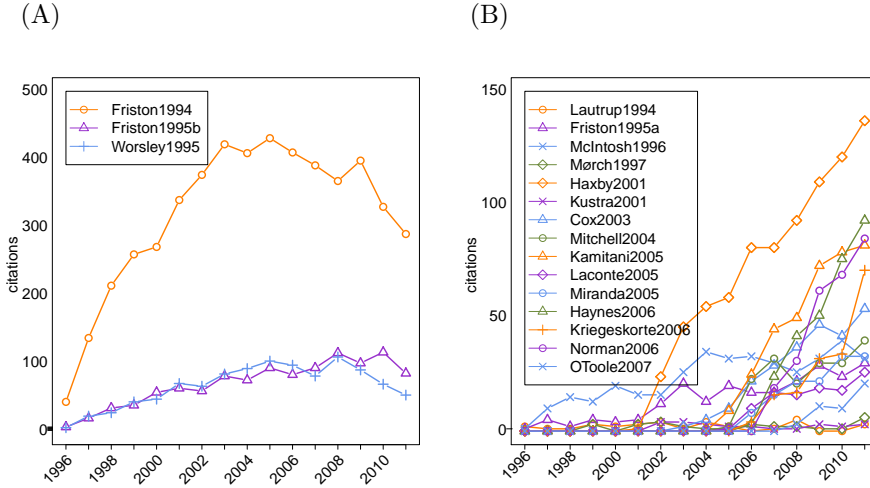 (A)
(B)
500
400
300
200
100
0
citations
Friston1994
Friston1995b
Worsley1995
1996
1998
2000
2002
2004
2006
2008
2010
150
100
50
0
citations
Lautrup1994
Friston1995a
McIntosh1996
Mørch1997
Haxby2001
Kustra2001
Cox2003
Mitchell2004
Kamitani2005
Laconte2005
Miranda2005
Haynes2006
Kriegeskorte2006
Norman2006
OToole2007
1996
1998
2000
2002
2004
2006
2008
2010